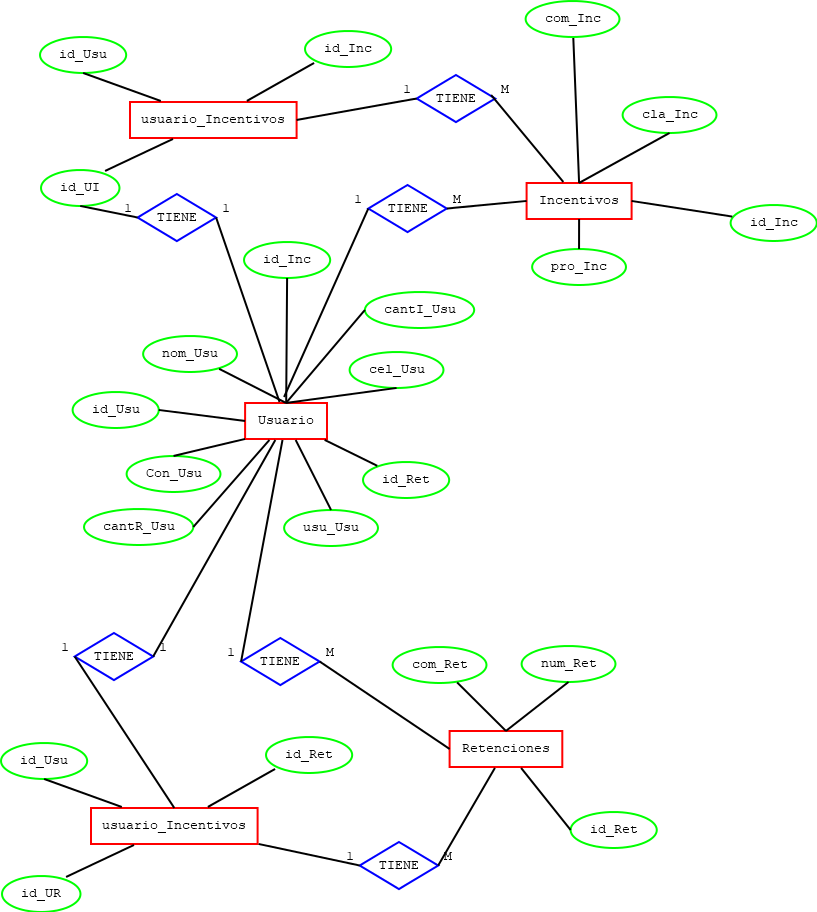 com_Inc
id_Usu
id_Inc
1
TIENE
M
usuario_Incentivos
cla_Inc
id_UI
1
TIENE
1
1
TIENE
M
Incentivos
id_Inc
id_Inc
pro_Inc
cantI_Usu
nom_Usu
cel_Usu
id_Usu
Usuario
Con_Usu
id_Ret
cantR_Usu
usu_Usu
1
TIENE
1
1
TIENE
M
com_Ret
num_Ret
Retenciones
id_Usu
id_Ret
usuario_Incentivos
id_Ret
1
TIENE
M
id_UR